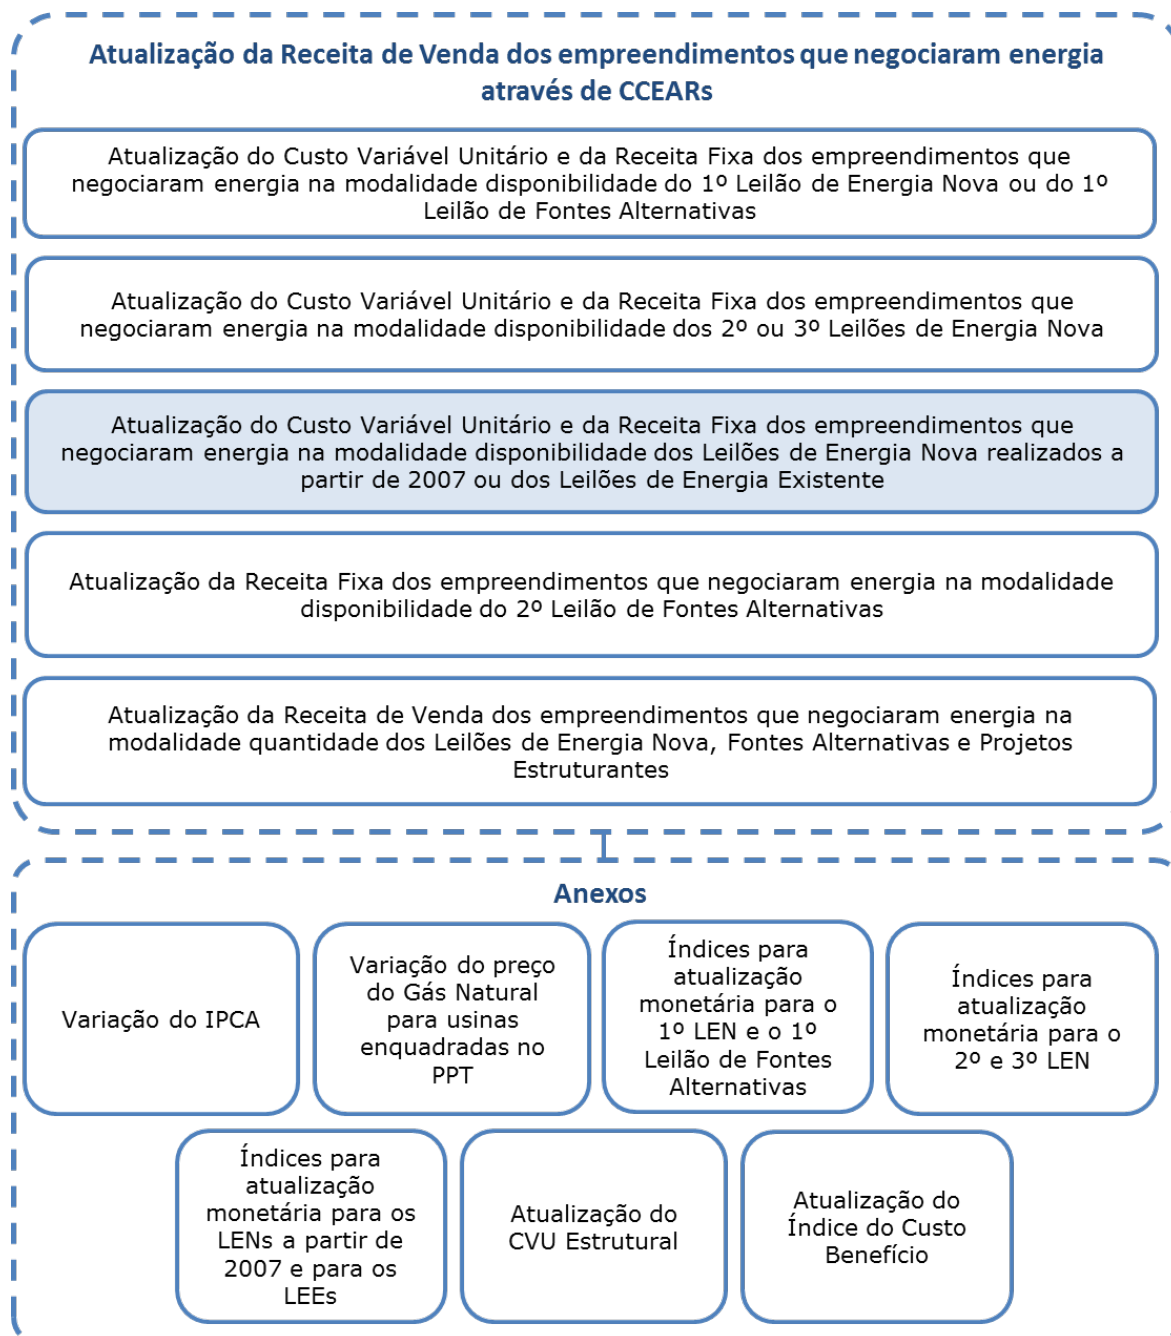 Atualização da Receita de Venda dos empreendimentos que negociaram energia
através de CCEARs
Atualização do Custo Variável Unitário e da Receita Fixa dos empreendimentos que
negociaram energia na modalidade disponibilidade do 1º Leilão de Energia Nova ou do 1º
Leilão de Fontes Alternativas
Atualização do Custo Variável Unitário e da Receita Fixa dos empreendimentos que
negociaram energia na modalidade disponibilidade dos 2º ou 3º Leilões de Energia Nova
Atualização do Custo Variável Unitário e da Receita Fixa dos empreendimentos que
negociaram energia na modalidade disponibilidade dos Leilões de Energia Nova realizados a
partir de 2007 ou dos Leilões de Energia Existente
Atualização da Receita Fixa dos empreendimentos que negociaram energia na modalidade
disponibilidade do 2º Leilão de Fontes Alternativas
Atualização da Receita de Venda dos empreendimentos que negociaram energia na
modalidade quantidade dos Leilões de Energia Nova, Fontes Alternativas e Projetos
Estruturantes
Anexos
Variação do IPCA
Variação do preço
do Gás Natural
para usinas
enquadradas no
PPT
Índices para
atualização
monetária para o
1º LEN e o 1º
Leilão de Fontes
Alternativas
Índices para
atualização
monetária para o
2º e 3º LEN
Índices para
atualização
monetária para os
LENs a partir de
2007 e para os
LEEs
Atualização do
CVU Estrutural
Atualização do
Índice do Custo
Benefício